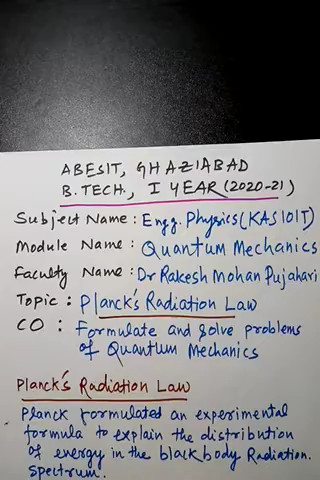 ABESIT, GHAZIABAD
B.TECH., I YEAR (2020-21)
Subject Name: Engg. Physics (KAS101T)
Module Name: Quantum Mechanics
Faculty Name: Dr Rakesh Mohan Pujahari
Topic: Planck's Radiation Law
CO: Formulate and solve problems
of Quantum Mechanics
Planck's Radiation Law
Planck formulated an experimental
formula to explain the distribution
of energy in the blackbody Radiation.
Spectrum.